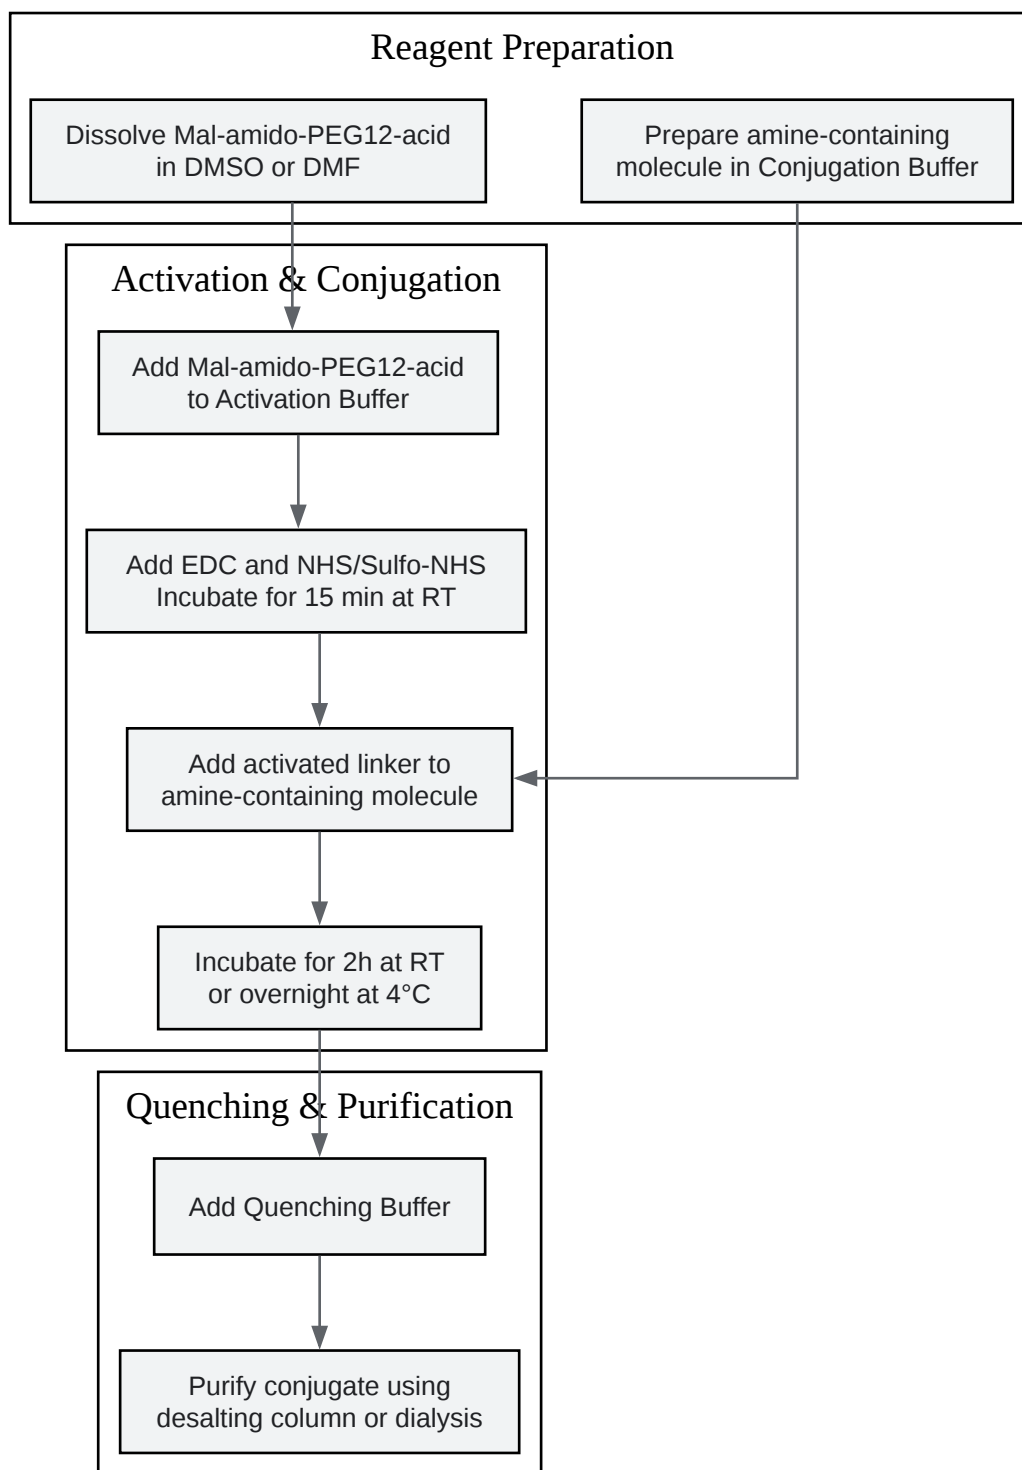 Reagent Preparation
Dissolve Mal-amido-PEG12-acid
in DMSO or DMF
Prepare amine-containing
molecule in Conjugation Buffer
Activation & Conjugation
Add Mal-amido-PEG12-acid
to Activation Buffer
Add EDC and NHS/Sulfo-NHS
Incubate for 15 min at RT
Add activated linker to
amine-containing molecule
Incubate for 2h at RT
or overnight at 4°C
Quenching & Purification
Add Quenching Buffer
Purify conjugate using
desalting column or dialysis